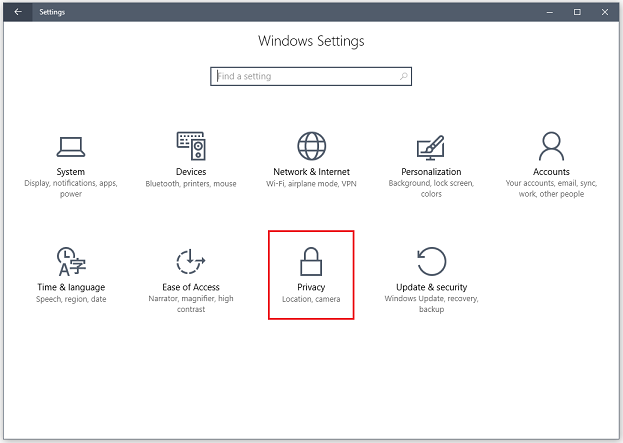 Settings
Windows Settings
Find a setting
System
Display, notifications, apps,
power
Devices
Bluetooth, printers, mouse
Network & Internet
Wi-Fi, airplane mode, VPN
Personalization
Background, lock screen,
colors
Accounts
Your accounts, email, sync,
work, other people
Time & language
Speech, region, date
Ease of Access
Narrator, magnifier, high
contrast
Privacy
Location, camera
Update & security
Windows Update, recovery,
backup